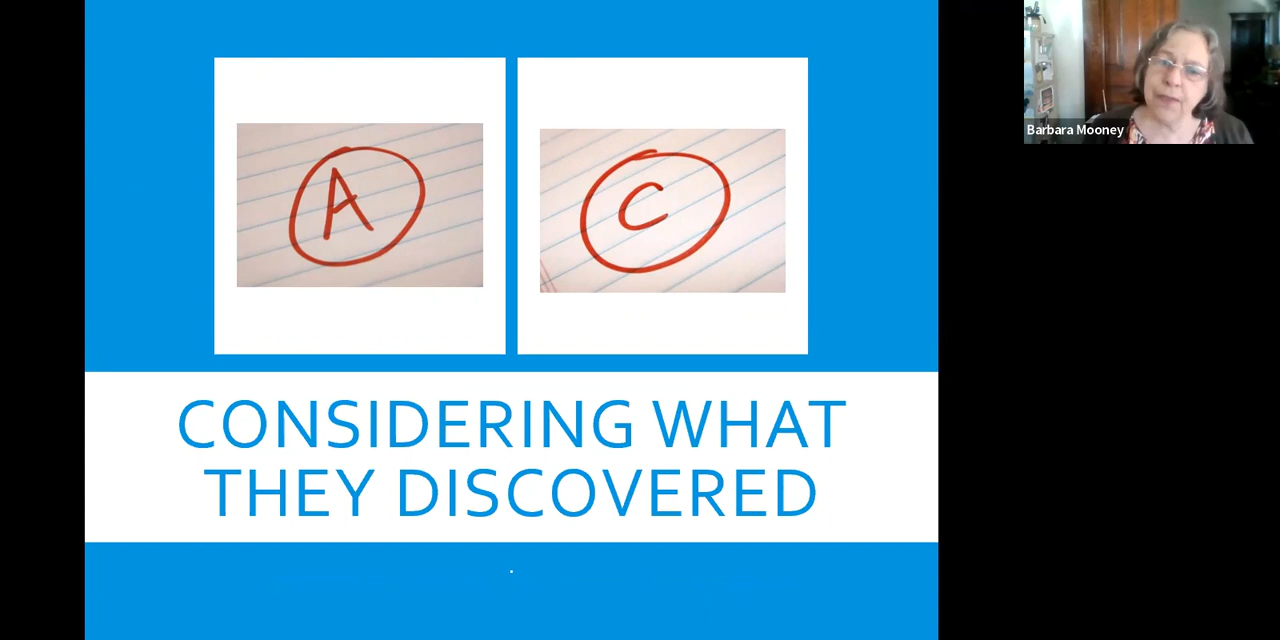 A
C
CONSIDERING WHAT
THEY DISCOVERED
Barbara Mooney